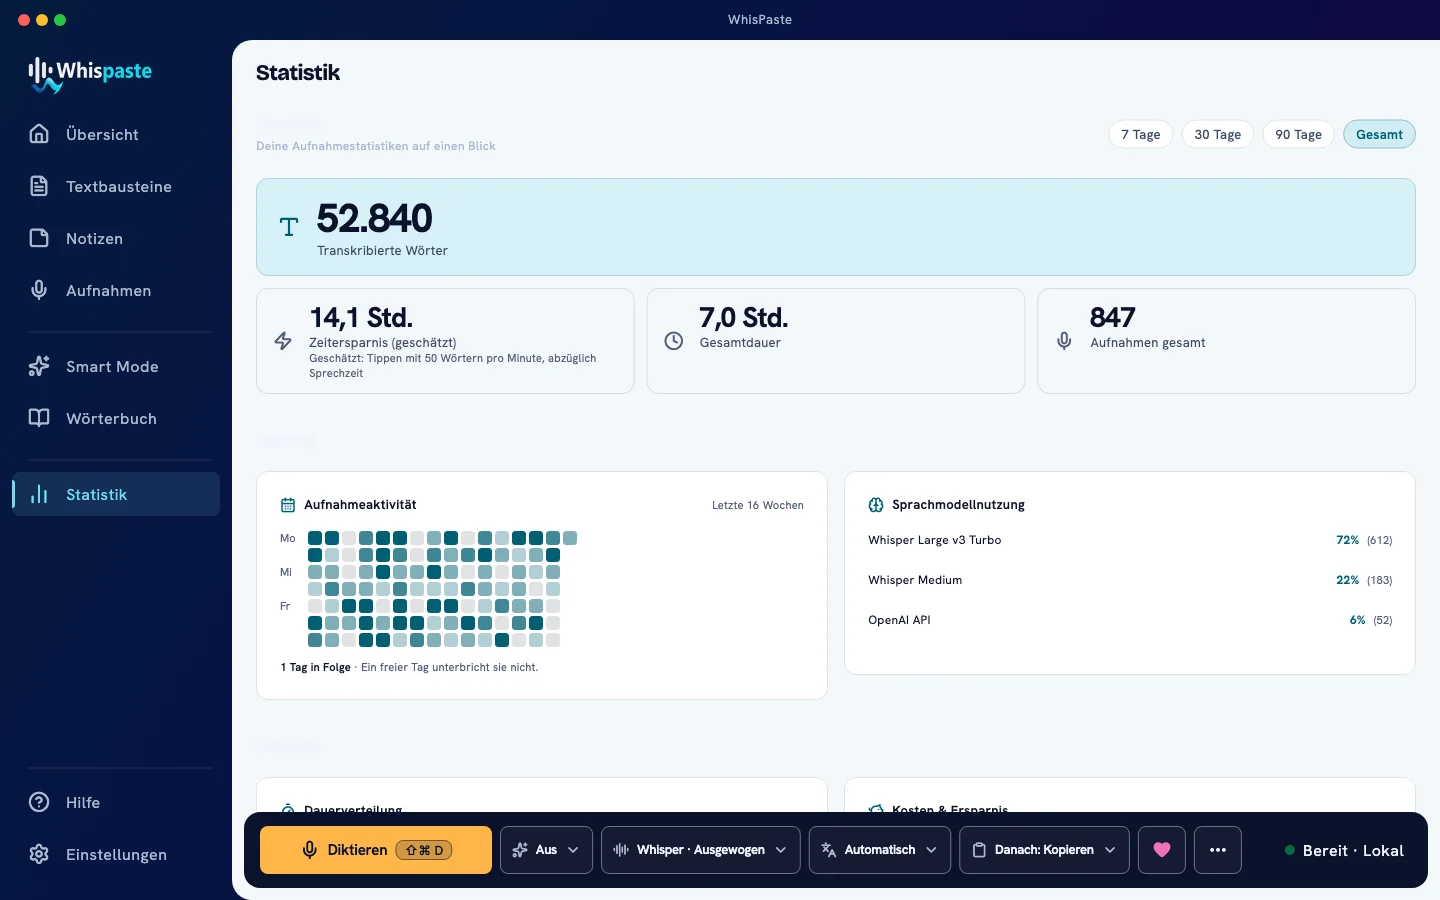 WhisPaste
Whispaste
Übersicht
Textbausteine
Notizen
Aufnahmen
Smart Mode
Wörterbuch
Statistik
Hilfe
Einstellungen
Statistik
Deine Aufnahmestatistiken auf einen Blick
7 Tage
30 Tage
90 Tage
Gesamt
52.840
Transkribierte Wörter
14,1 Std.
Zeitersparnis (geschätzt)
Geschätzt: Tippen mit 50 Wörtern pro Minute, abzüglich
Sprechzeit
7,0 Std.
Gesamtdauer
847
Aufnahmen gesamt
Aufnahmeaktivität
Letzte 16 Wochen
Mo
Mi
Fr
1 Tag in Folge · Ein freier Tag unterbricht sie nicht.
Sprachmodellnutzung
Whisper Large v3 Turbo 72% (612)
Whisper Medium 22% (183)
OpenAI API 6% (52)
Dauerverteilung
Kosten & Ersparnis
Diktieren ⇧⌘ D
Aus
Whisper · Ausgewogen
Automatisch
Danach: Kopieren
Bereit · Lokal